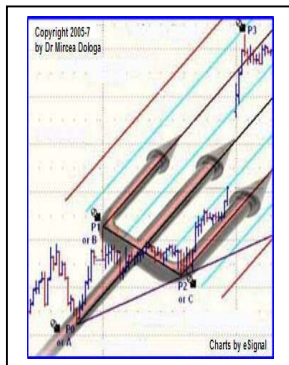 Copyright 2005-7
by Dr Mircea Dologa
P3
P1
or B
P0
or A
P2
or C
Charts by eSignal